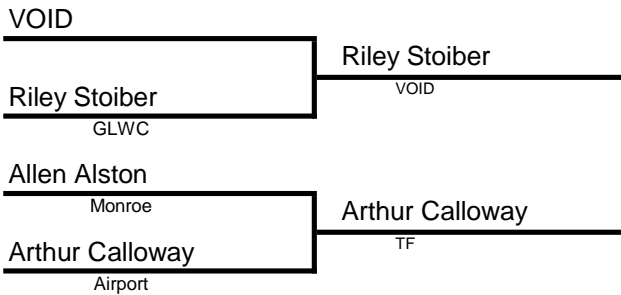 VOID
Riley Stoiber
GLWC
Riley Stoiber
VOID
Allen Alston
Monroe
Arthur Calloway
Airport
Arthur Calloway
TF